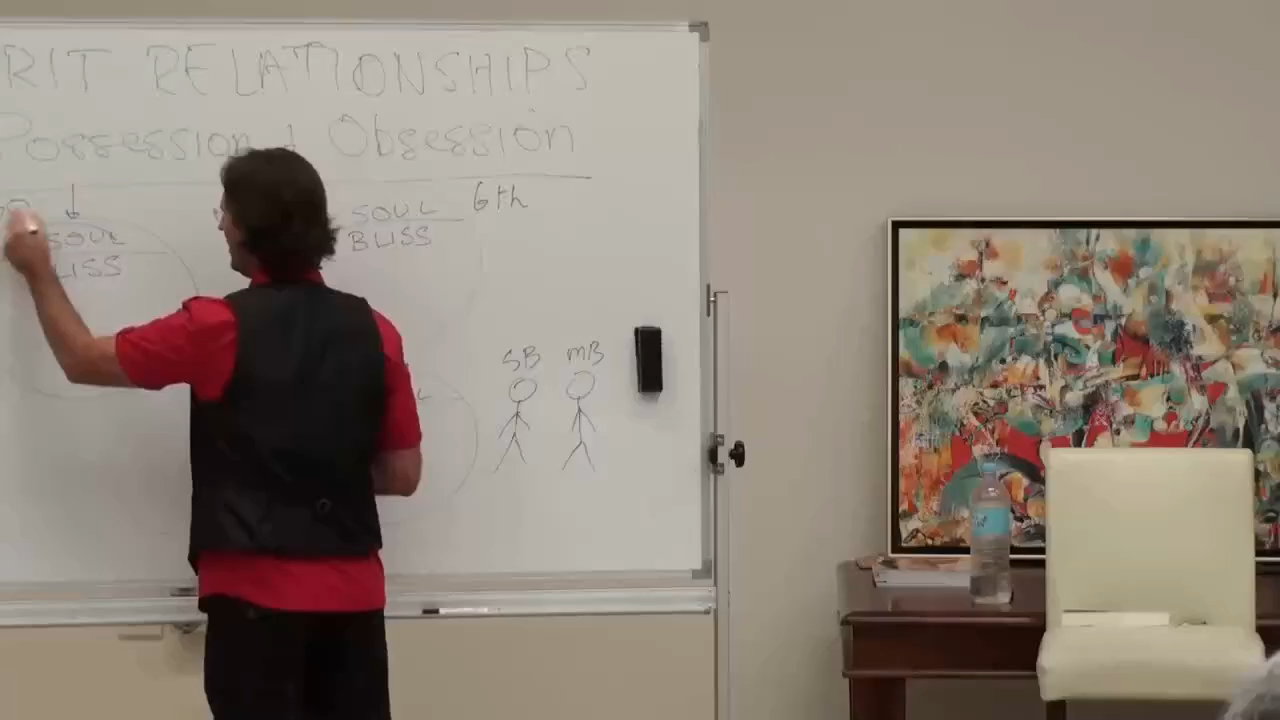 RIT RELATIONSHIPS
Possession + Obsession
SOUL
LISS
SOUL 6th
BLISS
SB MB